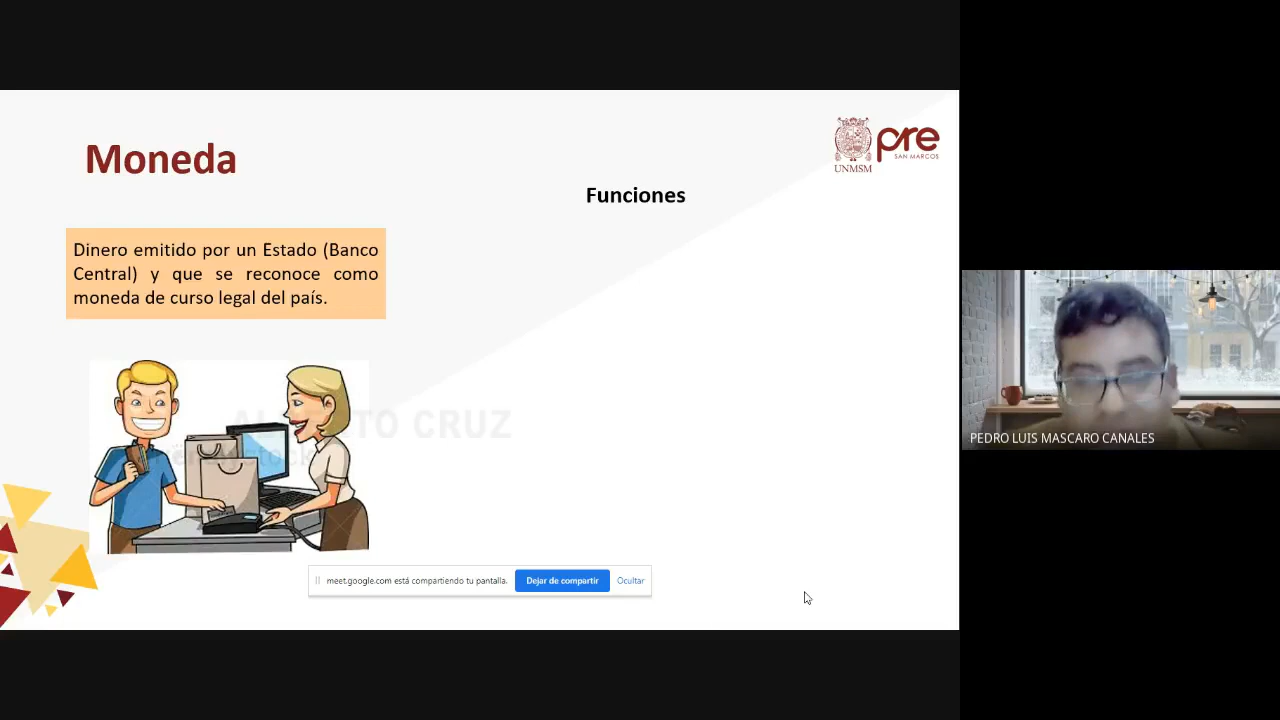 Moneda
UNMSM
pre
SAN MARCOS
Funciones
Dinero emitido por un Estado (Banco
Central) y que se reconoce como
moneda de curso legal del país.
CRUZ
meet.google.com está compartiendo tu pantalla.
Dejar de compartir
Ocultar
PEDRO LUIS MASCARO CANALES